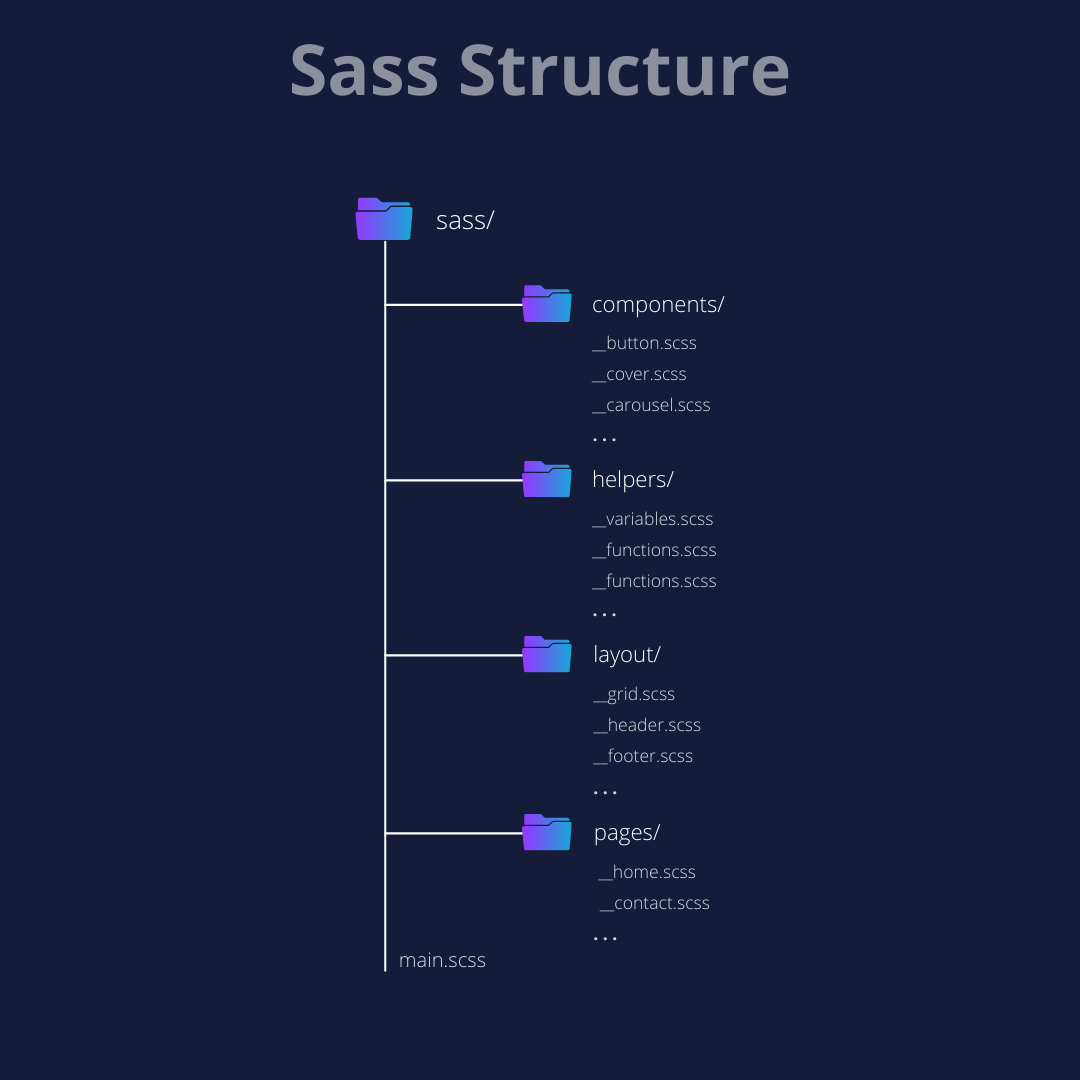 Sass Structure
sass/
components/
__button.scss
__cover.scss
__carousel.scss
...
helpers/
__variables.scss
__functions.scss
__functions.scss
...
layout/
__grid.scss
__header.scss
__footer.scss
...
pages/
__home.scss
__contact.scss
...
main.scss